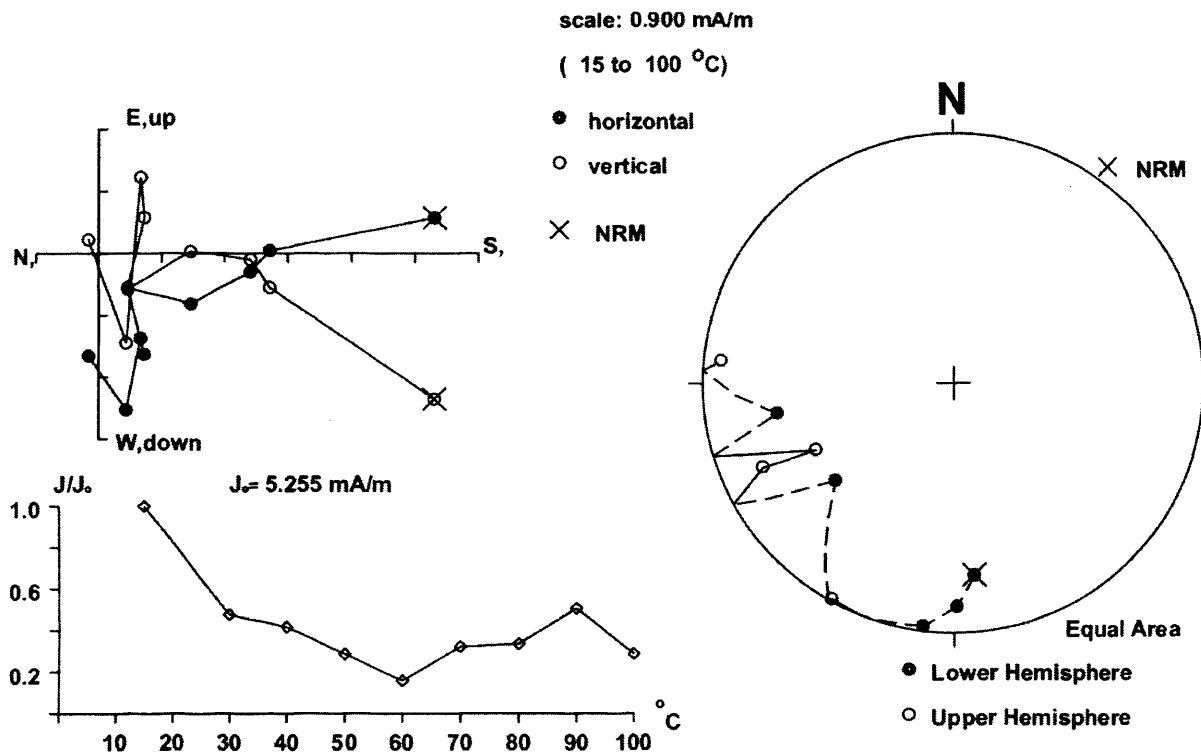 scale: 0.900 mA/m
( 15 to 100 °C)
● horizontal
○ vertical
× NRM
E,up
N,
S,
W,down
N
× NRM
Equal Area
● Lower Hemisphere
○ Upper Hemisphere
J/J₀
J₀= 5.255 mA/m
1.0
0.6
0.2
10 20 30 40 50 60 70 80 90 100
°C